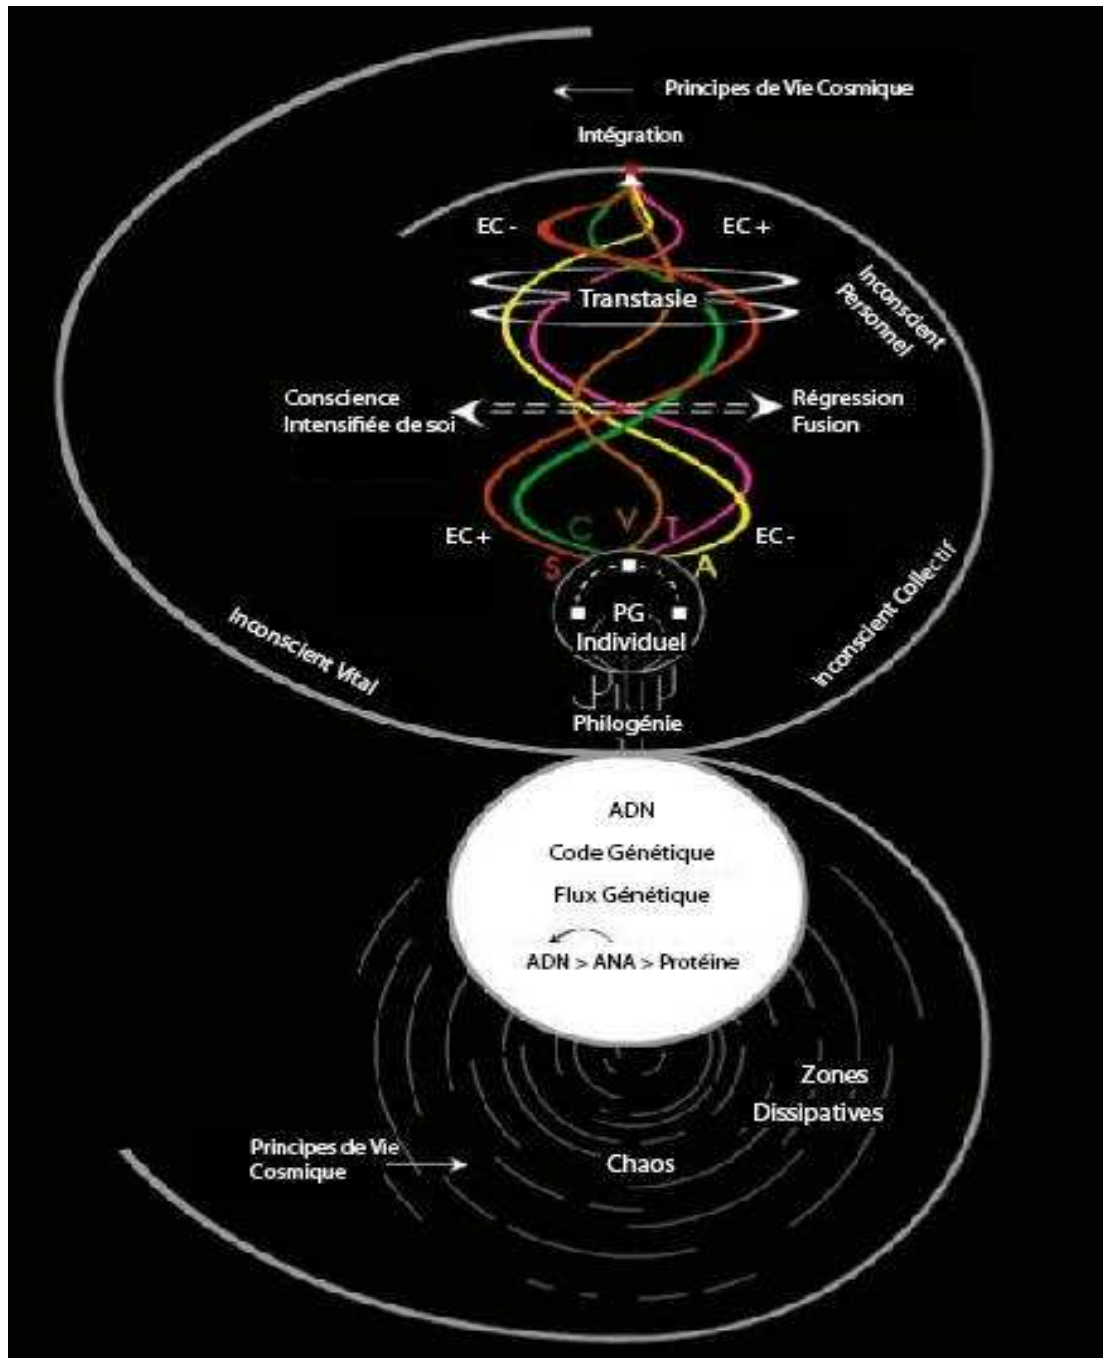 Principes de Vie Cosmique
Intégration
EC -
EC +
Transtasie
Inconscient
Personnel
Conscience
Intensifiée de soi
Régression
Fusion
C
V
T
EC +
EC -
S
A
PG
Individuel
Inconscient Vital
Inconscient Collectif
Philogénie
ADN
Code Génétique
Flux Génétique
ADN > ANA > Protéine
Zones
Dissipatives
Principes de Vie
Cosmique
Chaos